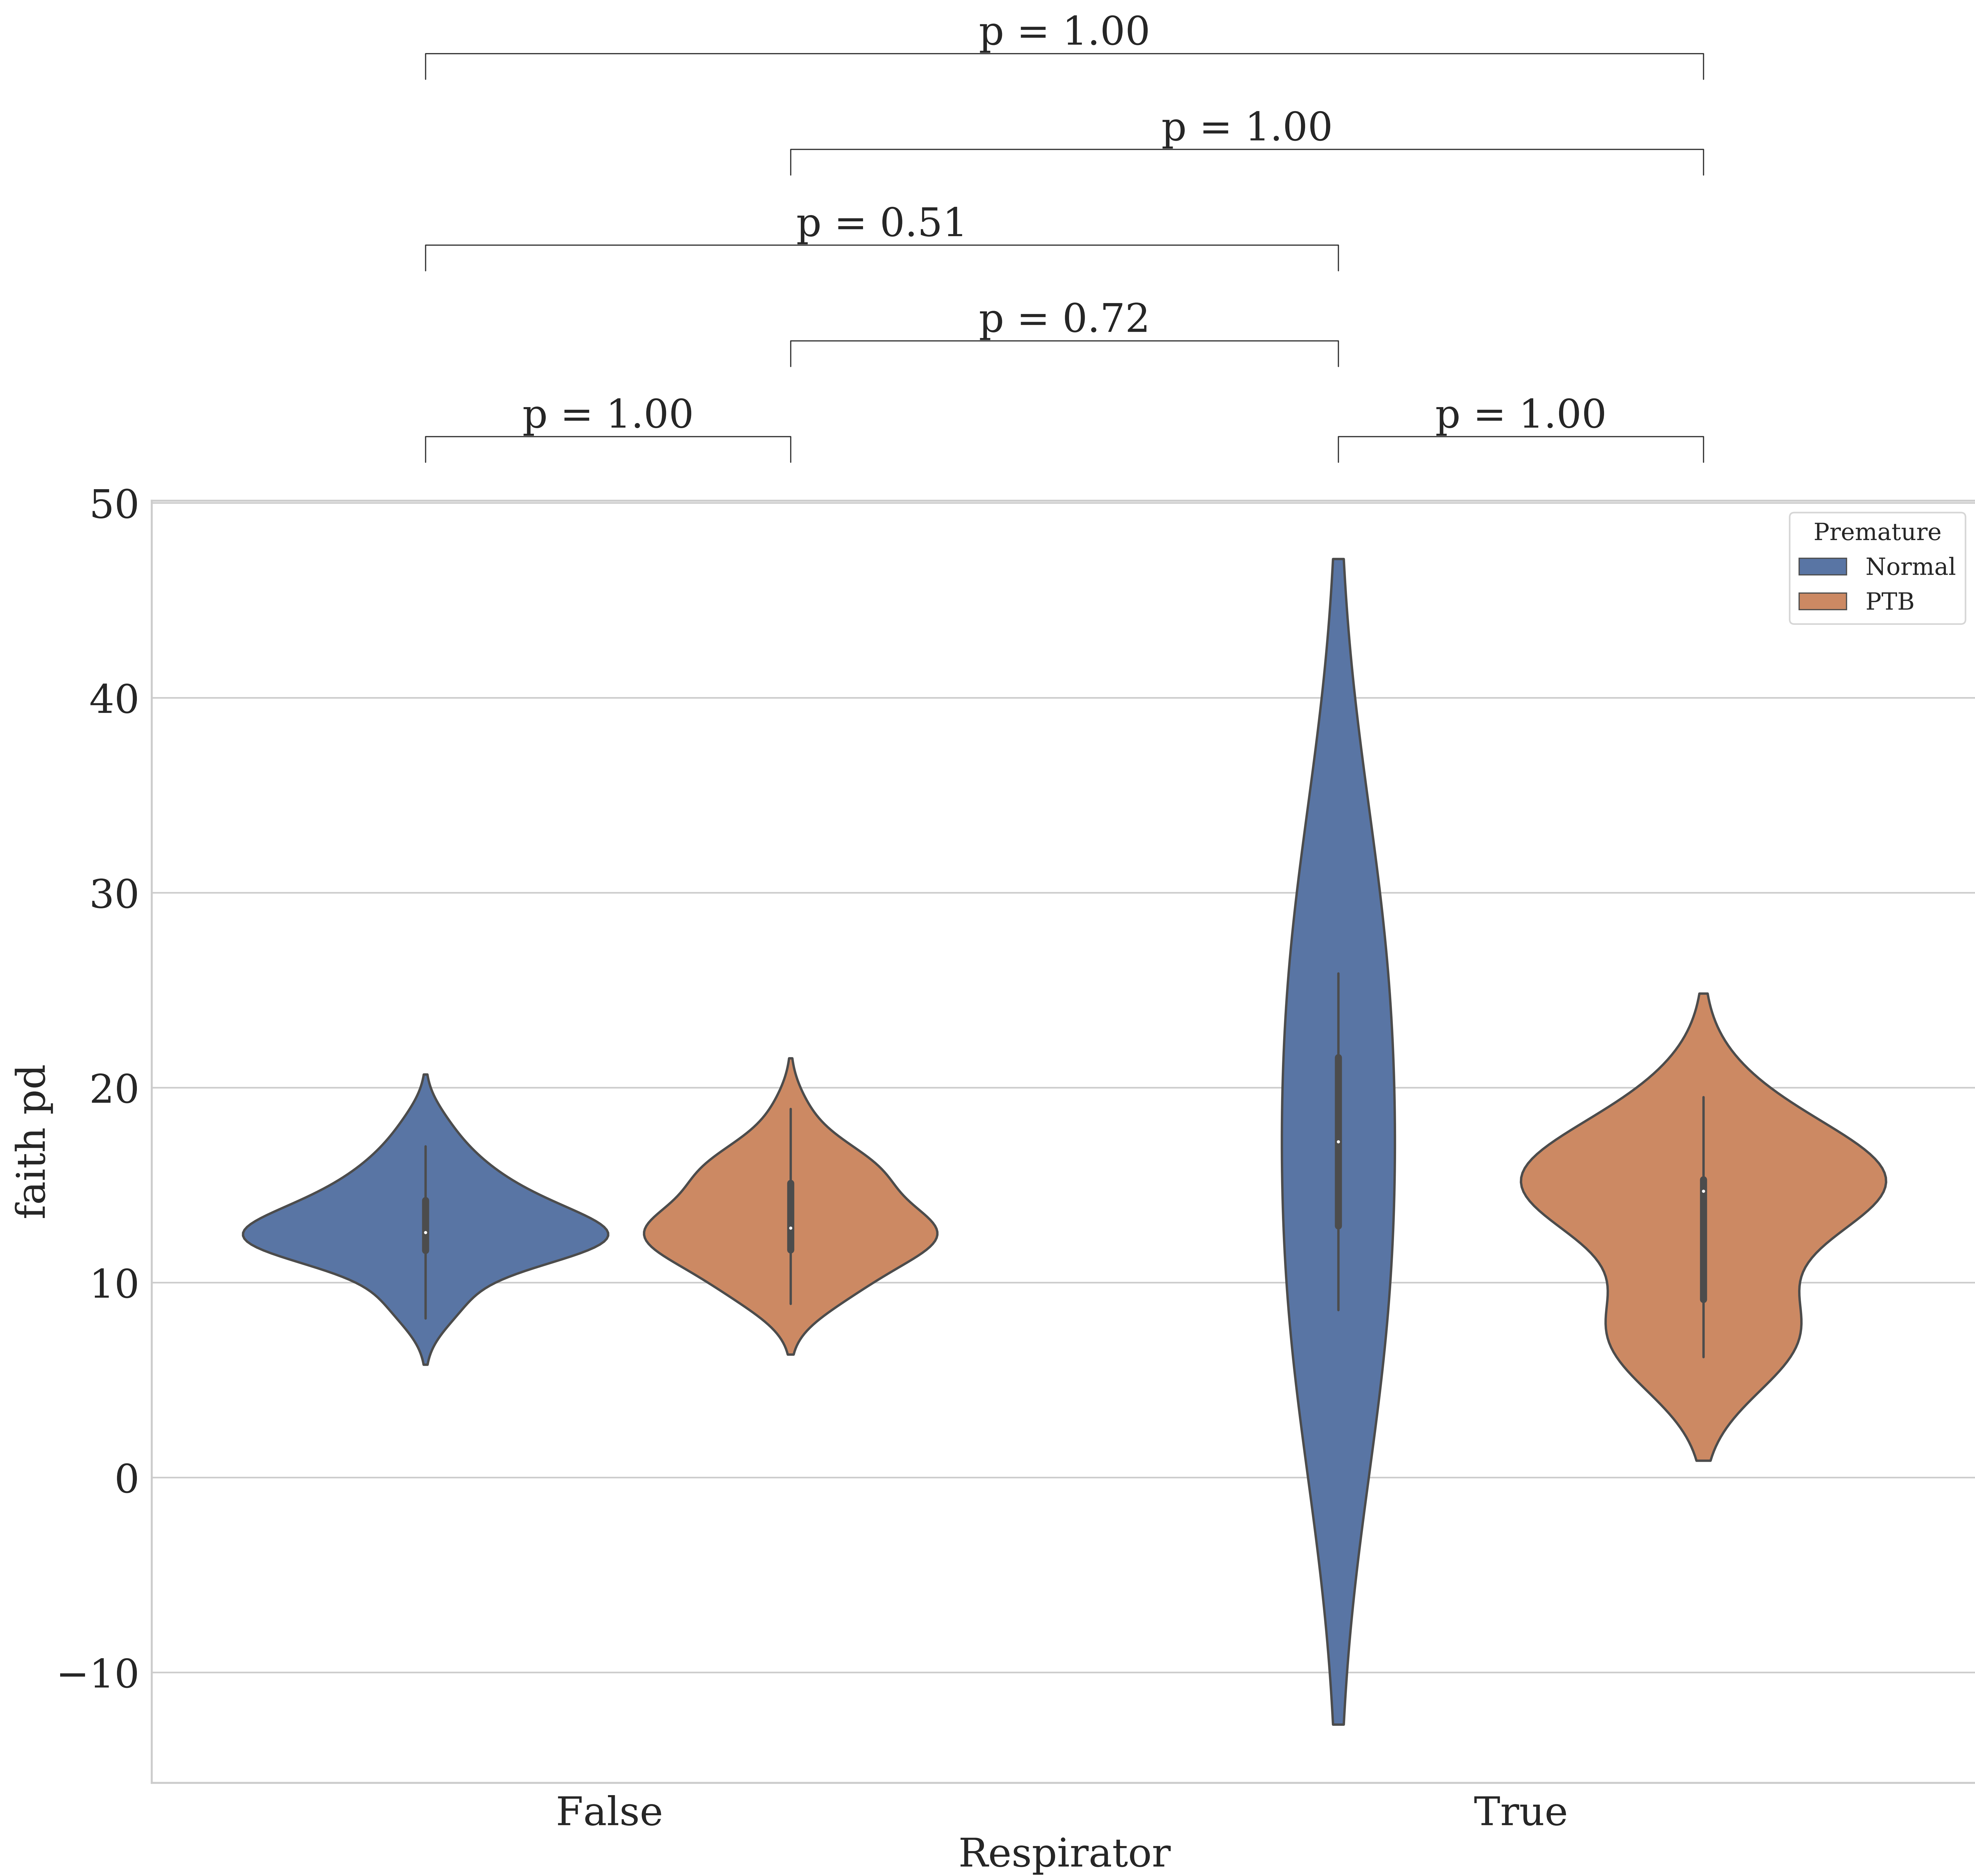 p = 1.00
p = 1.00
p = 0.51
p = 0.72
p = 1.00
p = 1.00
50
40
30
20
10
0
−10
faith pd
Premature
Normal
PTB
False
True
Respirator